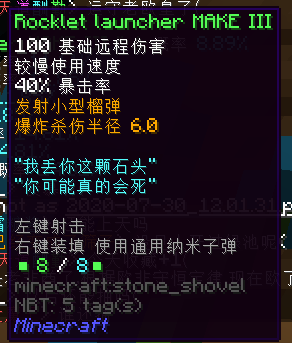 Rocklet launcher MAKE III
100 基础远程伤害
较慢使用速度
40% 暴击率
发射小型榴弹
爆炸杀伤半径 6.0
"我丢你这颗石头"
"你可能真的会死"
左键射击
右键装填 使用通用纳米子弹
▪8 / 8▪
minecraft:stone_shovel
NBT: 5 tag(s)
Minecraft